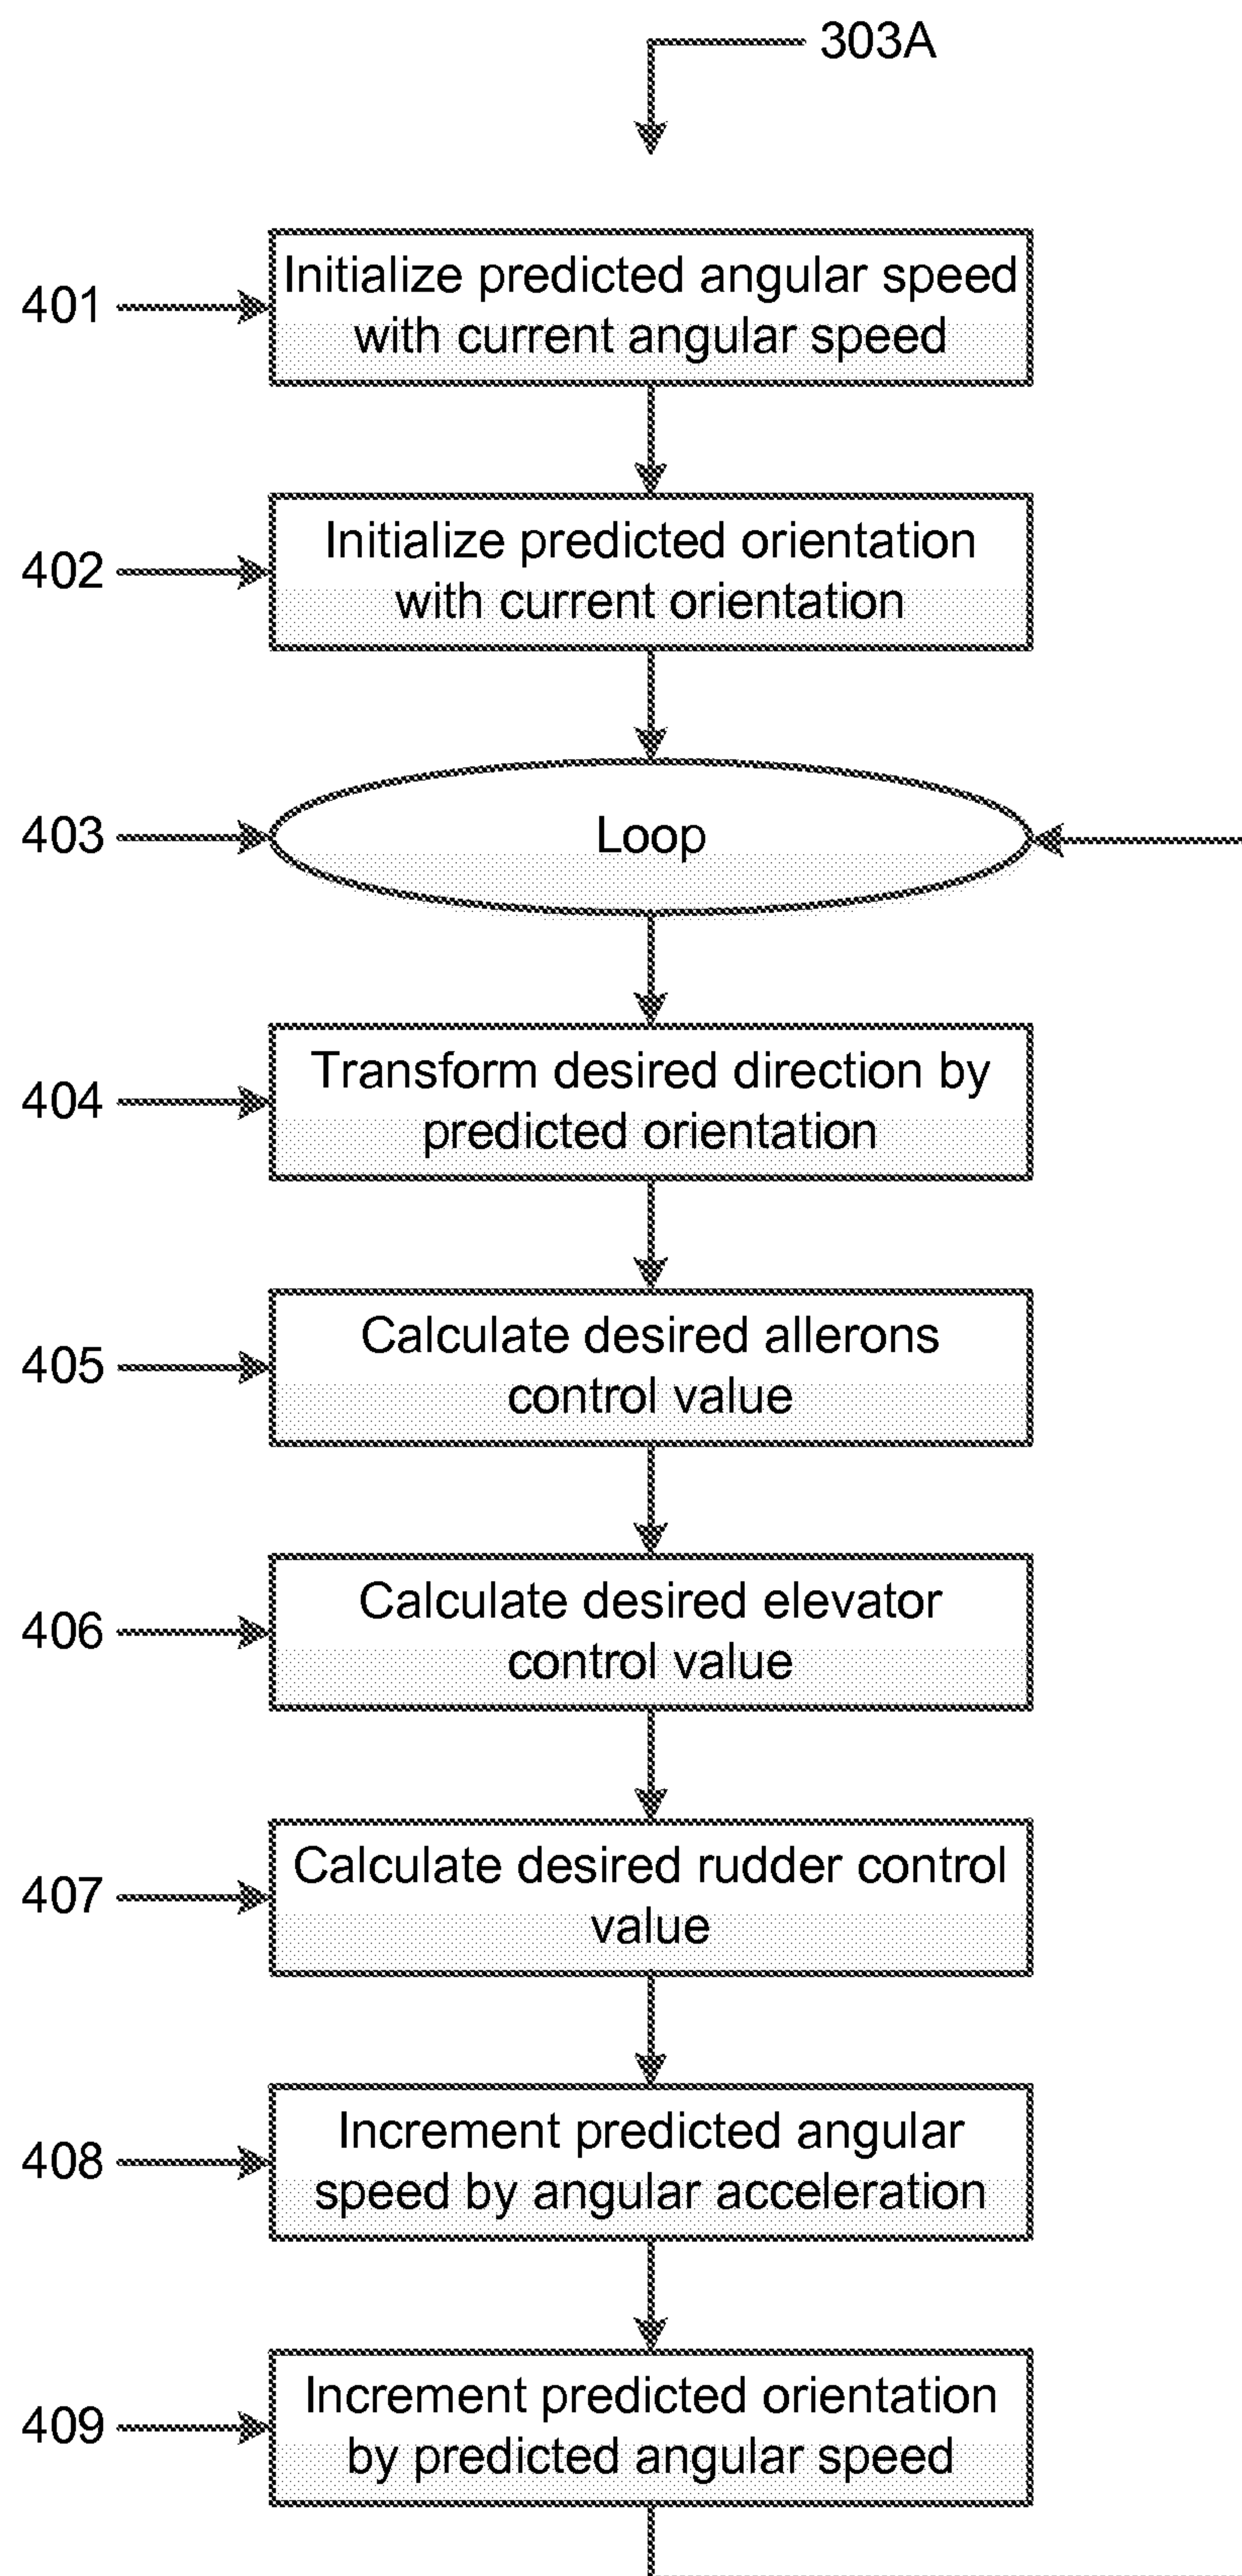 303A
401
Initialize predicted angular speed
with current angular speed
402
Initialize predicted orientation
with current orientation
403
Loop
404
Transform desired direction by
predicted orientation
405
Calculate desired allerons
control value
406
Calculate desired elevator
control value
407
Calculate desired rudder control
value
408
Increment predicted angular
speed by angular acceleration
409
Increment predicted orientation
by predicted angular speed